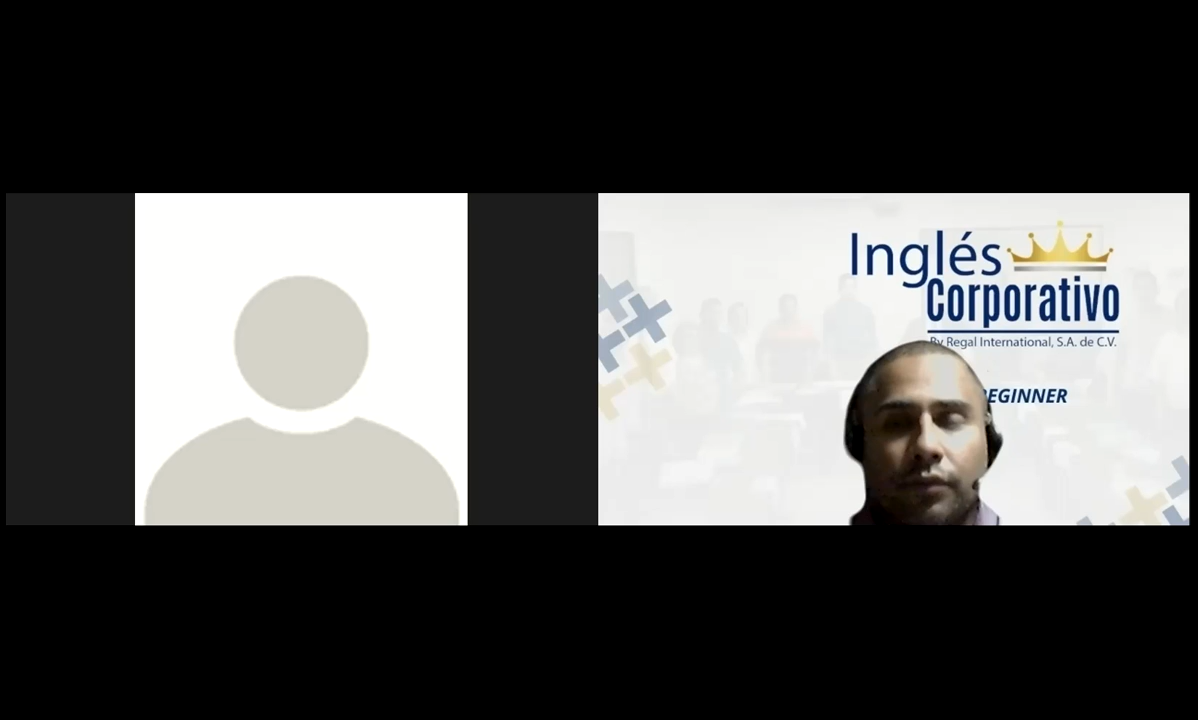 Inglés
Corporativo
By Regal International, S.A. de C.V.
BEGINNER